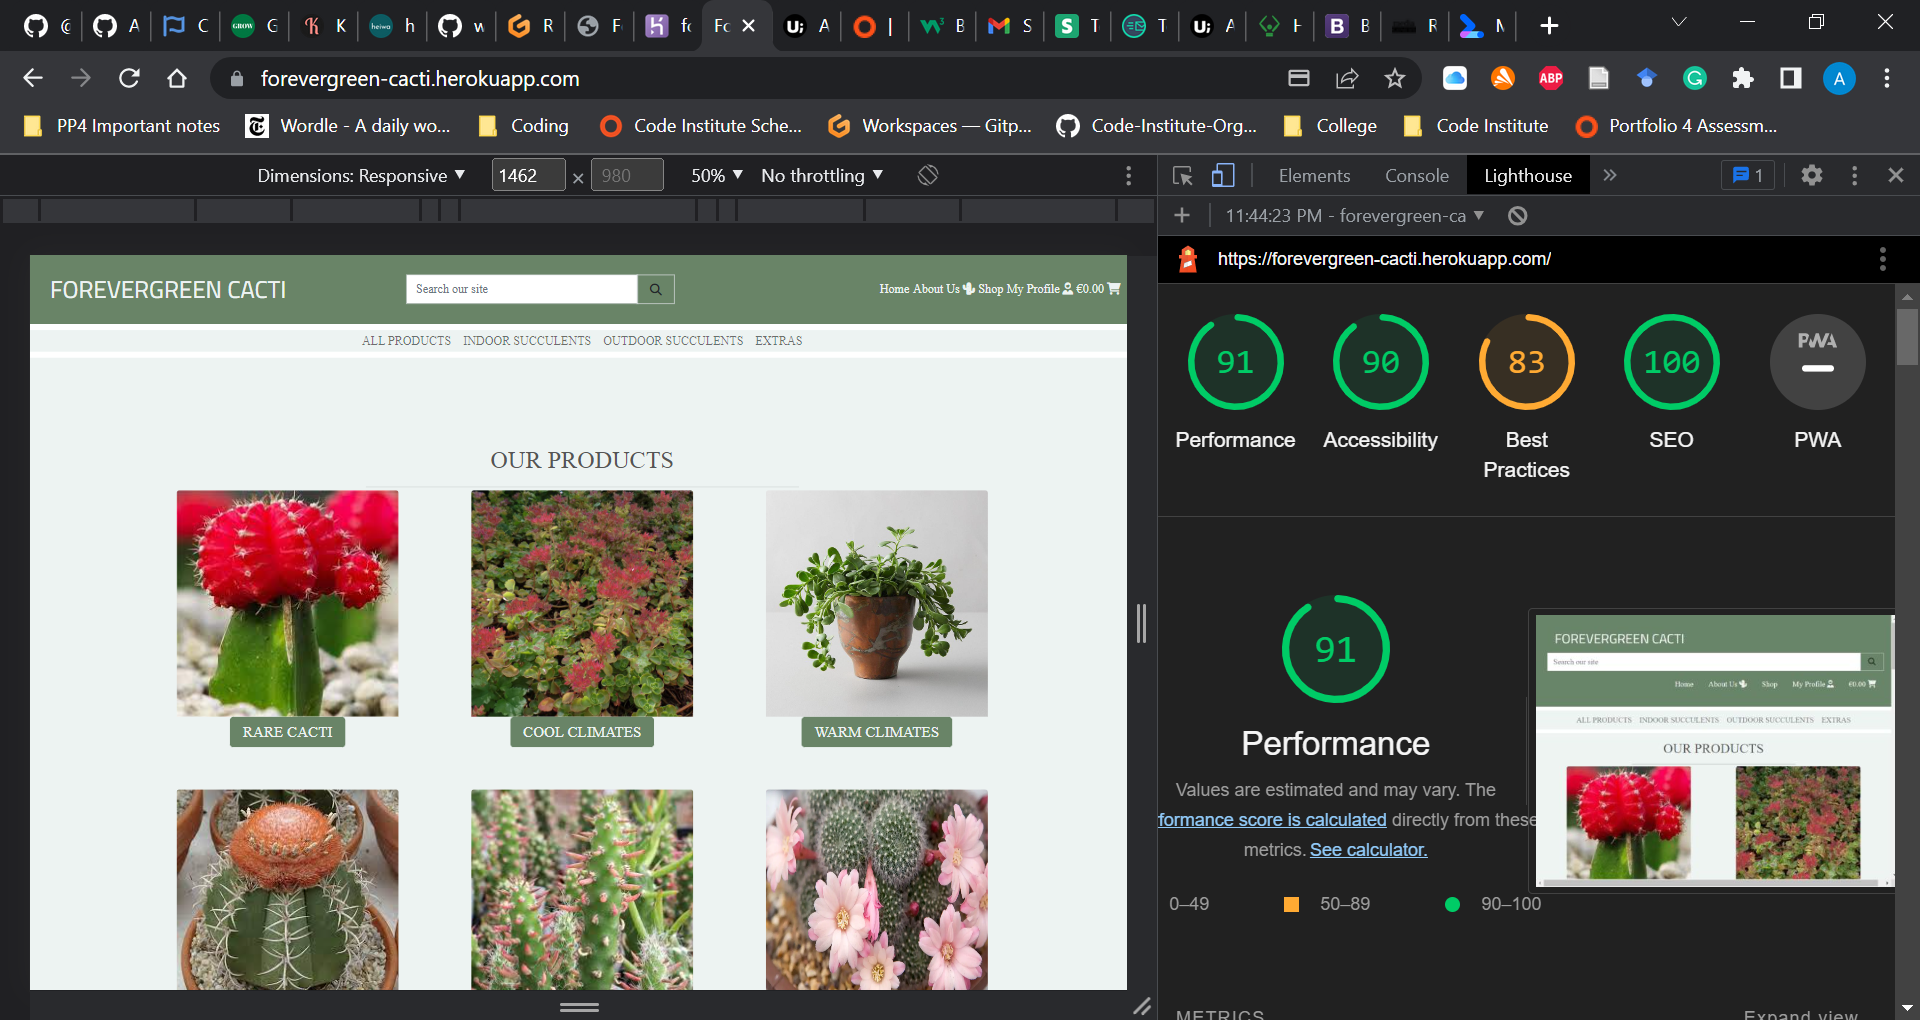 forevergreen-cacti.herokuapp.com
ABP
A
PP4 Important notes
Wordle - A daily wo...
Coding
Code Institute Sche...
Workspaces — Gitp...
Code-Institute-Org...
College
Code Institute
Portfolio 4 Assessm...
Dimensions: Responsive
1462 × 980
50%
No throttling
Elements
Console
Lighthouse
1
11:44:23 PM - forevergreen-ca
https://forevergreen-cacti.herokuapp.com/
FOREVERGREEN CACTI
Search our site
Home About Us Shop My Profile €0.00
ALL PRODUCTS INDOOR SUCCULENTS OUTDOOR SUCCULENTS EXTRAS
OUR PRODUCTS
RARE CACTI
COOL CLIMATES
WARM CLIMATES
91
Performance
90
Accessibility
83
Best
Practices
100
SEO
PWA
PWA
91
Performance
Values are estimated and may vary. The
formance score is calculated directly from these
metrics. See calculator.
0–49
50–89
90–100
FOREVERGREEN CACTI
Search our site
Home About Us Shop My Profile €0.00
ALL PRODUCTS INDOOR SUCCULENTS OUTDOOR SUCCULENTS EXTRAS
OUR PRODUCTS
METRICS
Expand view